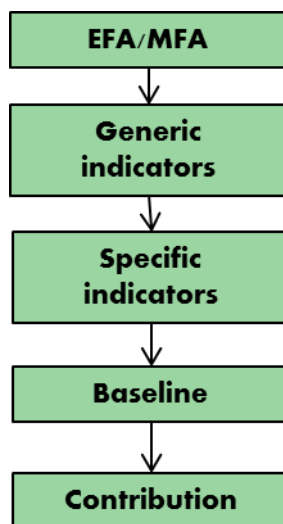 EFA/MFA
Generic
indicators
Specific
indicators
Baseline
Contribution